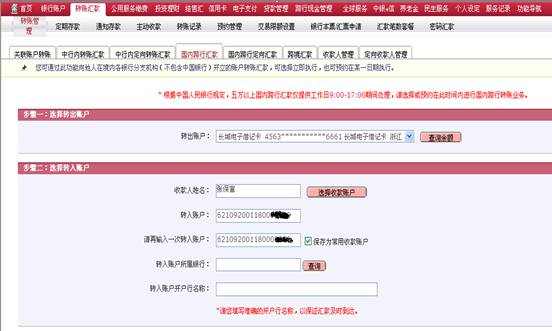 首页 银行账户 转账汇款 公用服务缴费 投资理财 结售汇 信用卡 电子支付 贷款管理 跨行现金管理 全球服务 中银e信 养老金 民生服务 个人设定 服务记录 功能导航
转账管理 定期存款 通知存款 主动收款 转账记录 预约管理 交易限额设置 银行本票/汇票申请 汇款笔数套餐 密码汇款
关联账户转账 中行内转账汇款 中行内定向转账汇款 国内跨行汇款 国内跨行定向汇款 跨境汇款 收款人管理 定向收款人管理
您可通过此功能向他人在境内各银行分支机构(不包含中国银行)开立的账户转账汇款,可选择立即执行,也可预约在某一日期执行。
* 根据中国人民银行规定,五万以上国内跨行汇款仅提供工作日9:00-17:00期间处理,请选择或预约在此时间内进行国内跨行转账业务。
步骤一:选择转出账户
转出账户: 长城电子借记卡 4563************6661 长城电子借记卡 浙江 查询余额
步骤二:选择转入账户
收款人姓名: 张保富 选择收款账户
转入账户: 62109200118000
请再输入一次转入账户: 62109200118000 保存为常用收款账户
转入账户所属银行: 查询
转入账户开户行名称:
*请您填写准确的开户行名称,以保证汇款及时到达。